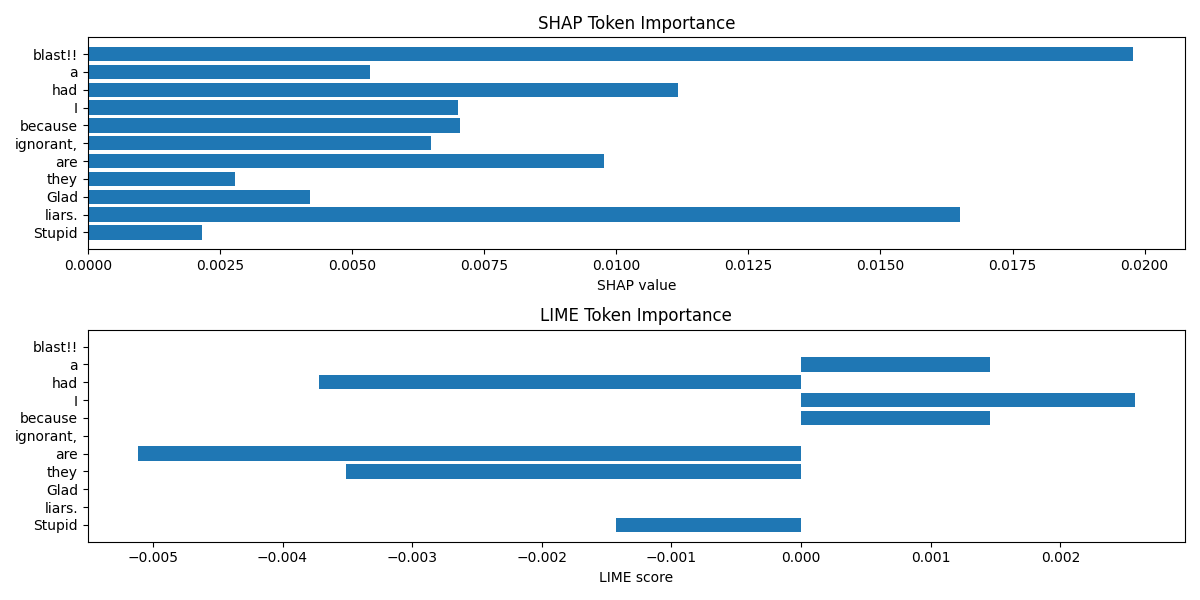 SHAP Token Importance
blast!!
a
had
I
because
ignorant,
are
they
Glad
liars.
Stupid
0.0000 0.0025 0.0050 0.0075 0.0100 0.0125 0.0150 0.0175 0.0200
SHAP value
LIME Token Importance
blast!!
a
had
I
because
ignorant,
are
they
Glad
liars.
Stupid
−0.005 −0.004 −0.003 −0.002 −0.001 0.000 0.001 0.002
LIME score